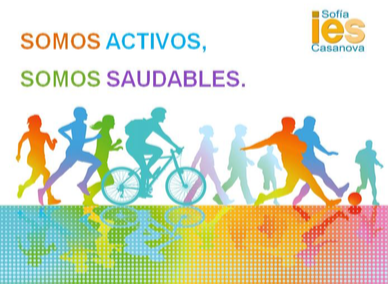 Sofía
ies
Casanova
SOMOS ACTIVOS,
SOMOS SAUDABLES.